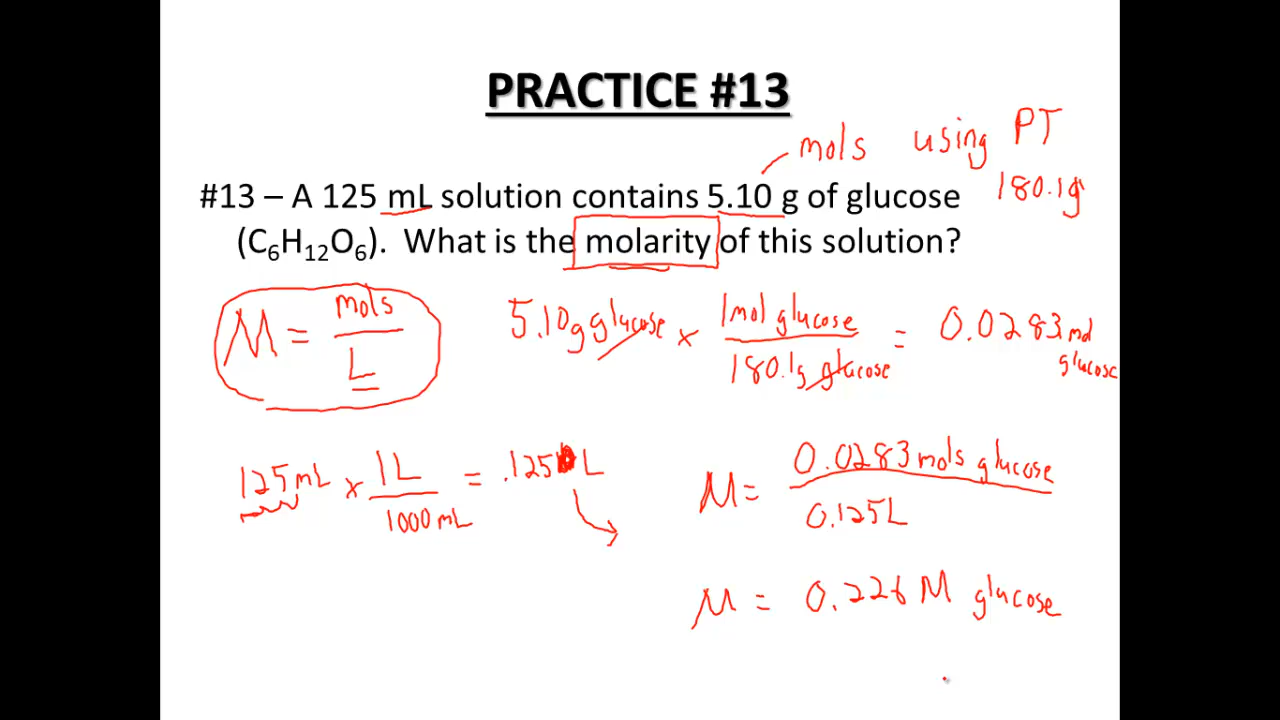 PRACTICE #13
mols using PT
180.1g
#13 – A 125 mL solution contains 5.10 g of glucose
(C₆H₁₂O₆). What is the molarity of this solution?
M = mols / L
5.10g glucose x 1mol glucose / 180.1g glucose = 0.0283 mol glucose
125mL x 1L / 1000mL = .125 L
M = 0.0283 mols glucose / 0.125L
M = 0.226 M glucose